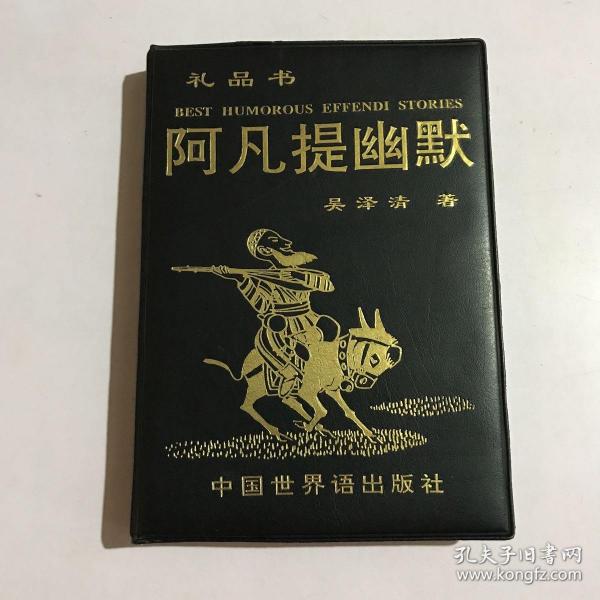 礼品书
BEST HUMOROUS EFFENDI STORIES
阿凡提幽默
吴泽清 著
中国世界语出版社
孔夫子旧书网
www.kongfz.com